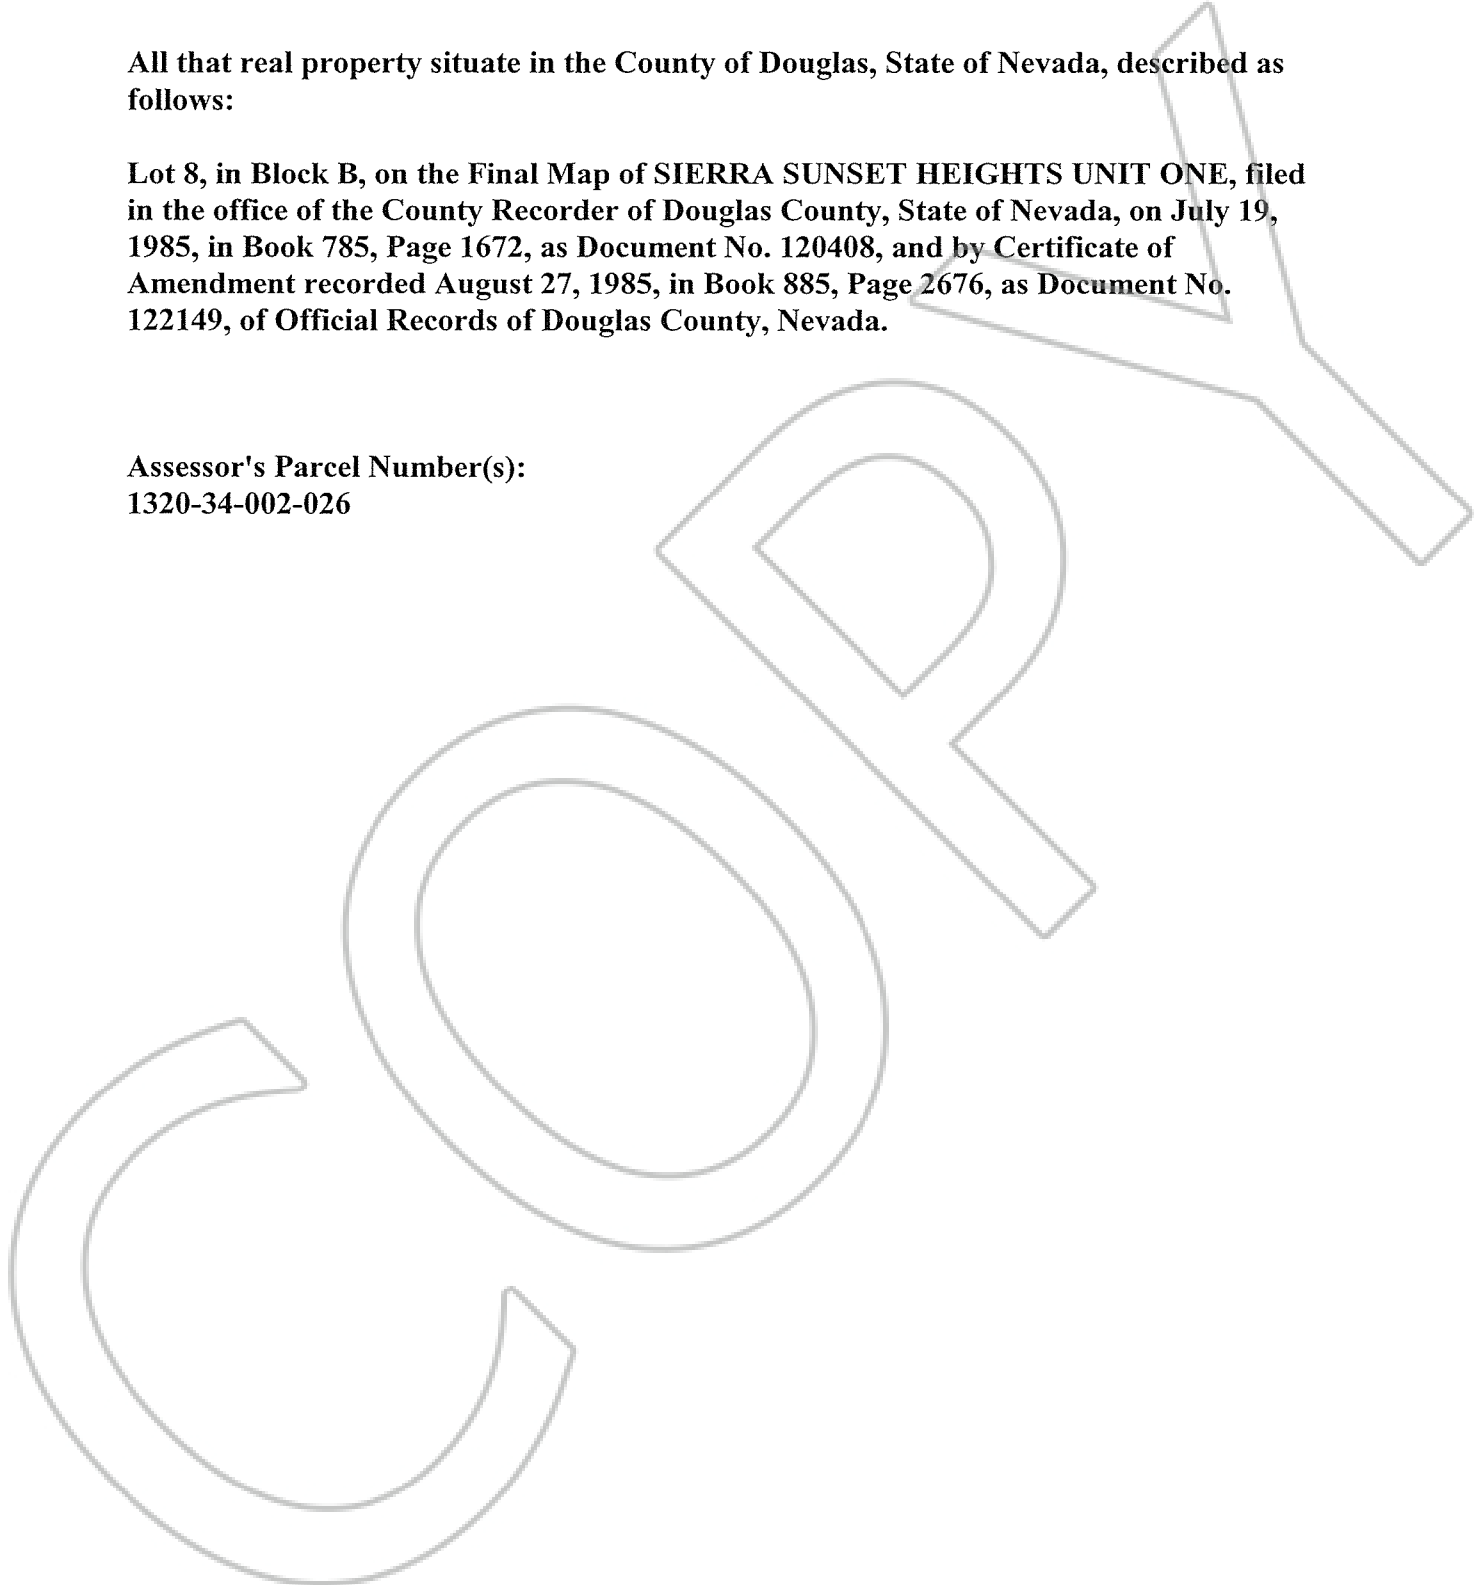 All that real property situate in the County of Douglas, State of Nevada, described as
follows:
Lot 8, in Block B, on the Final Map of SIERRA SUNSET HEIGHTS UNIT ONE, filed
in the office of the County Recorder of Douglas County, State of Nevada, on July 19,
1985, in Book 785, Page 1672, as Document No. 120408, and by Certificate of
Amendment recorded August 27, 1985, in Book 885, Page 2676, as Document No.
122149, of Official Records of Douglas County, Nevada.
Assessor's Parcel Number(s):
1320-34-002-026
COPY